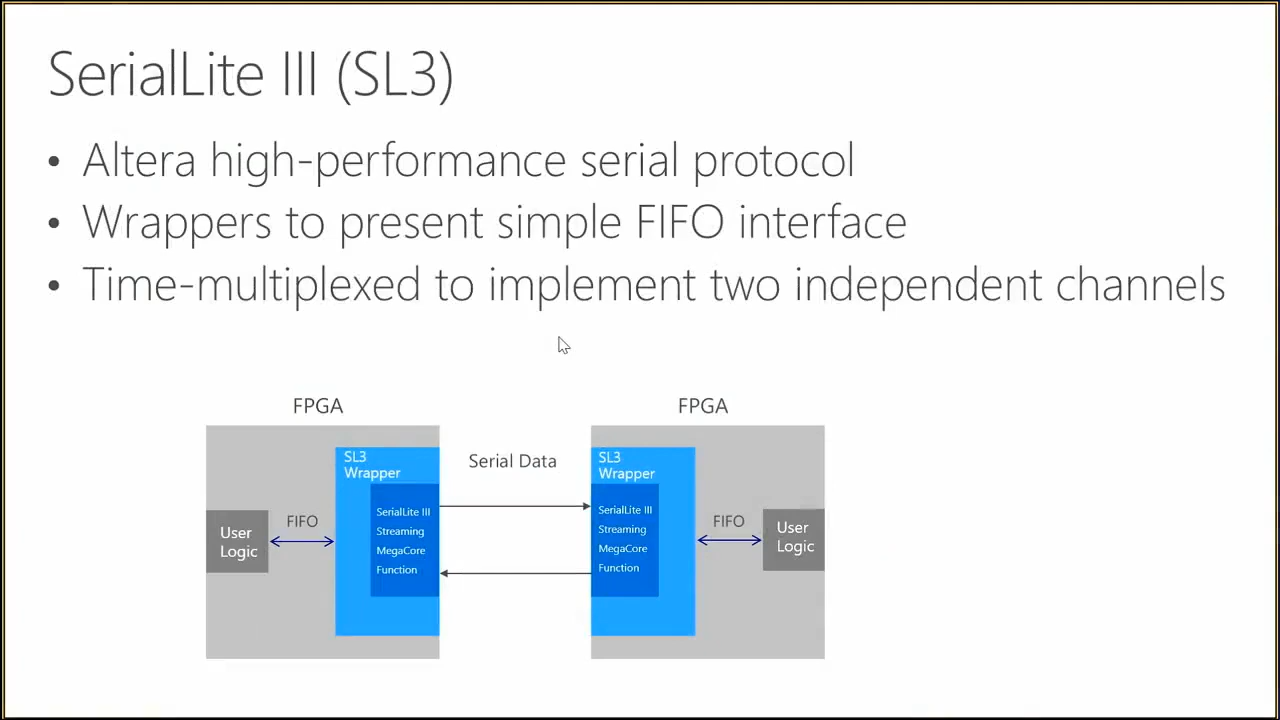 SerialLite III (SL3)
• Altera high-performance serial protocol
• Wrappers to present simple FIFO interface
• Time-multiplexed to implement two independent channels
FPGA
FPGA
SL3
Wrapper
Serial Data
SL3
Wrapper
SerialLite III
Streaming
MegaCore
Function
SerialLite III
Streaming
MegaCore
Function
User
Logic
FIFO
FIFO
User
Logic